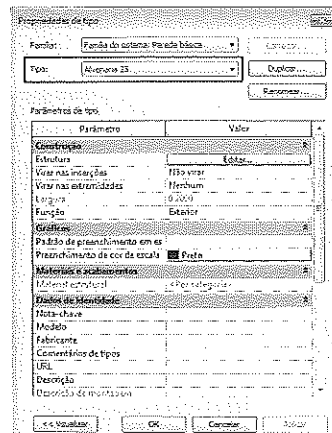 Propriedades de tipo
Família: Família do sistema: Parede básica Carregar...
Tipo: Alvenaria 25 Duplicar...
Renomear...
Parâmetros de tipo
Parâmetro Valor
Construção
Estrutura Editar...
Virar nas inserções Não virar
Virar nas extremidades Nenhum
Largura 0.2000
Função Exterior
Gráficos
Padrão de preenchimento em es
Preenchimento de cor da escala Preto
Materiais e acabamentos
Material estrutural <Por categoria>
Dados de identidade
Nota-chave
Modelo
Fabricante
Comentários de tipos
URL
Descrição
Descrição de montagem
<< Visualizar OK Cancelar Aplicar